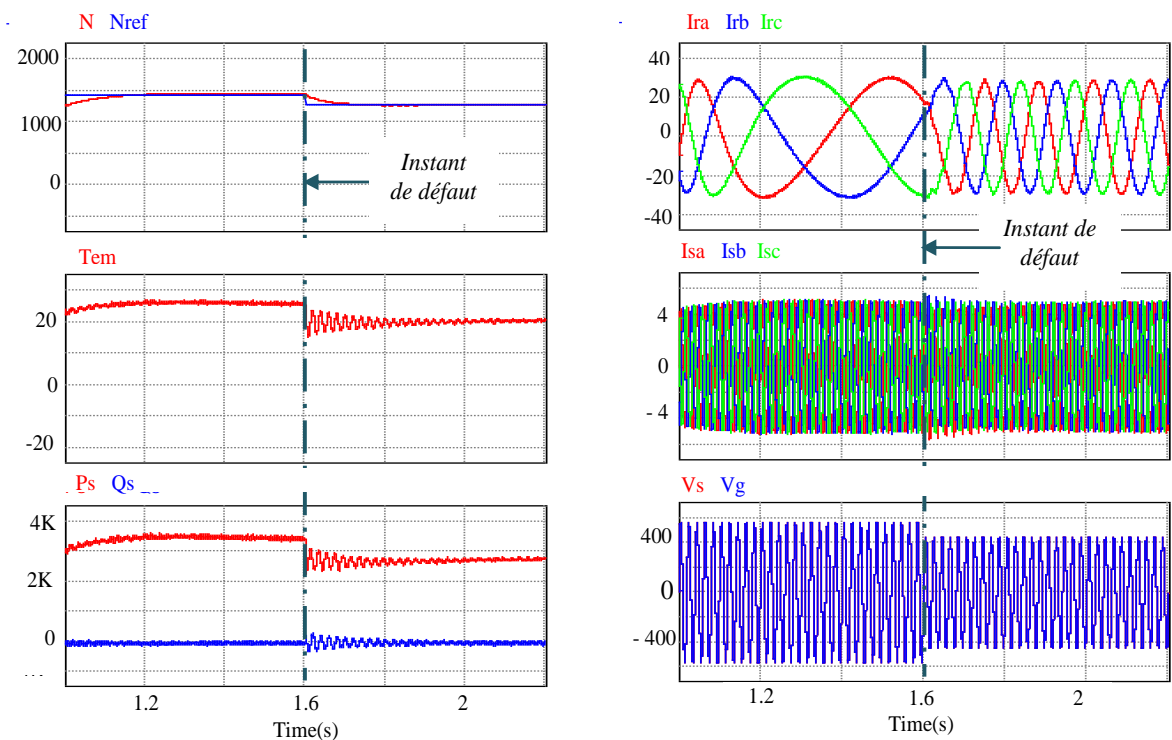 N Nref
2000
1000
0
Instant
de défaut
Tem
20
0
-20
Ps Qs
4K
2K
0
1.2
1.6
2
Time(s)
Ira Irb Irc
40
20
0
-20
-40
Instant de
défaut
Isa Isb Isc
4
0
- 4
Vs Vg
400
0
- 400
1.2
1.6
2
Time(s)